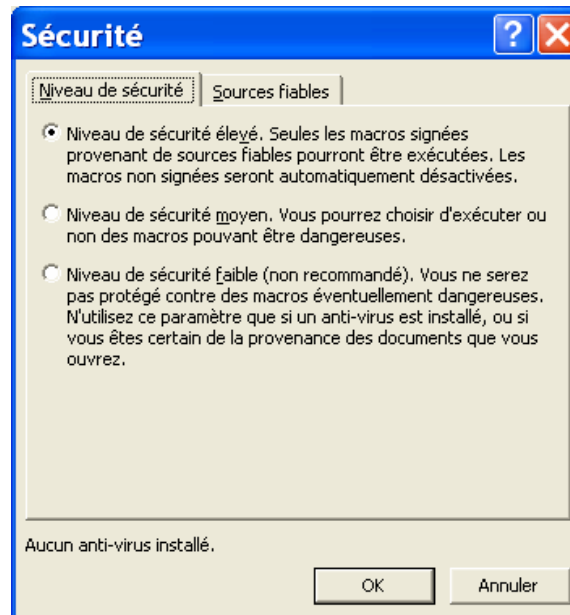 Sécurité
Niveau de sécurité
Sources fiables
Niveau de sécurité élevé. Seules les macros signées
provenant de sources fiables pourront être exécutées. Les
macros non signées seront automatiquement désactivées.
Niveau de sécurité moyen. Vous pourrez choisir d'exécuter ou
non des macros pouvant être dangereuses.
Niveau de sécurité faible (non recommandé). Vous ne serez
pas protégé contre des macros éventuellement dangereuses.
N'utilisez ce paramètre que si un anti-virus est installé, ou si
vous êtes certain de la provenance des documents que vous
ouvrez.
Aucun anti-virus installé.
OK
Annuler